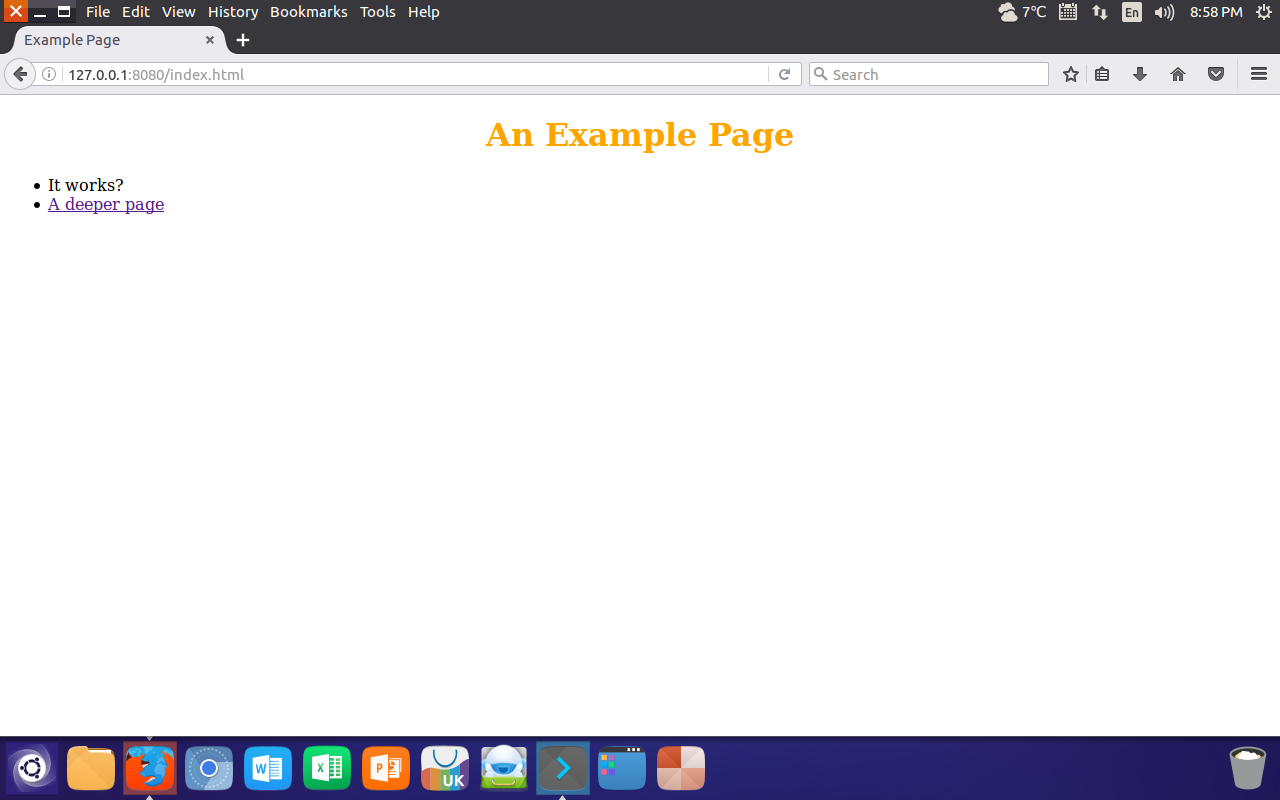 File Edit View History Bookmarks Tools Help 7°C En 8:58 PM
Example Page
127.0.0.1:8080/index.html Search
An Example Page
It works?
A deeper page
W X P UK